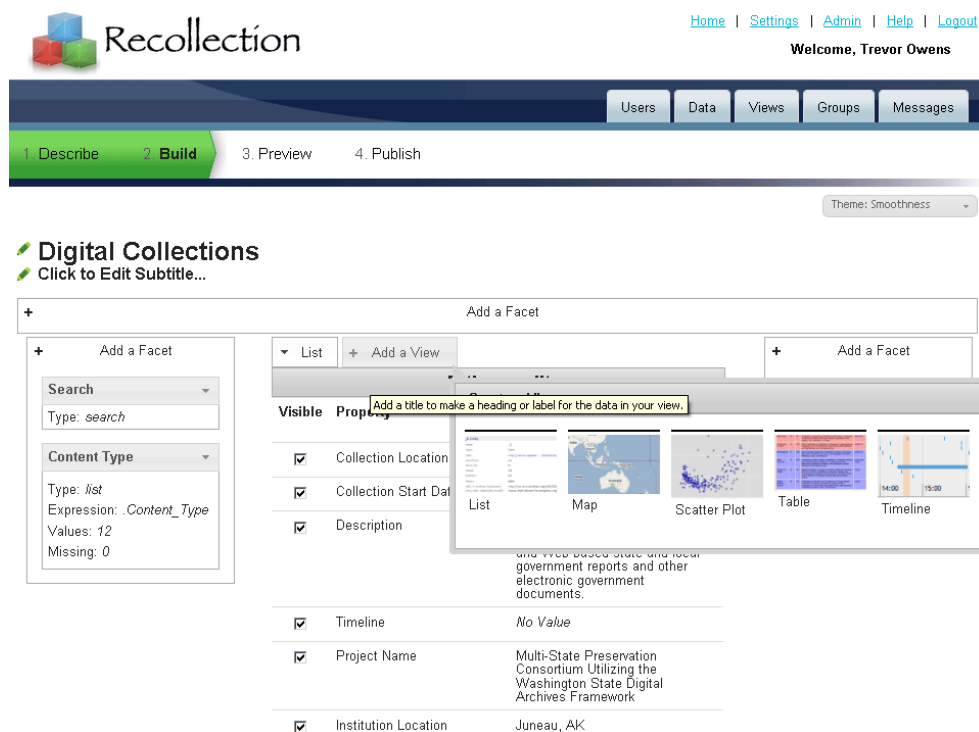 Recollection
Home | Settings | Admin | Help | Logout
Welcome, Trevor Owens
Users Data Views Groups Messages
1. Describe 2. Build 3. Preview 4. Publish
Theme: Smoothness
Digital Collections
Click to Edit Subtitle...
+ Add a Facet
+ Add a Facet
List + Add a View
+ Add a Facet
Search
Type: search
Content Type
Type: list
Expression: .Content_Type
Values: 12
Missing: 0
Add a title to make a heading or label for the data in your view.
Visible Property
Collection Location
Collection Start Dat
Description
List Map Scatter Plot Table Timeline
14:00 15:00
and Web based state and local
government reports and other
electronic government
documents.
Timeline No Value
Project Name Multi-State Preservation
Consortium Utilizing the
Washington State Digital
Archives Framework
Institution Location Juneau, AK